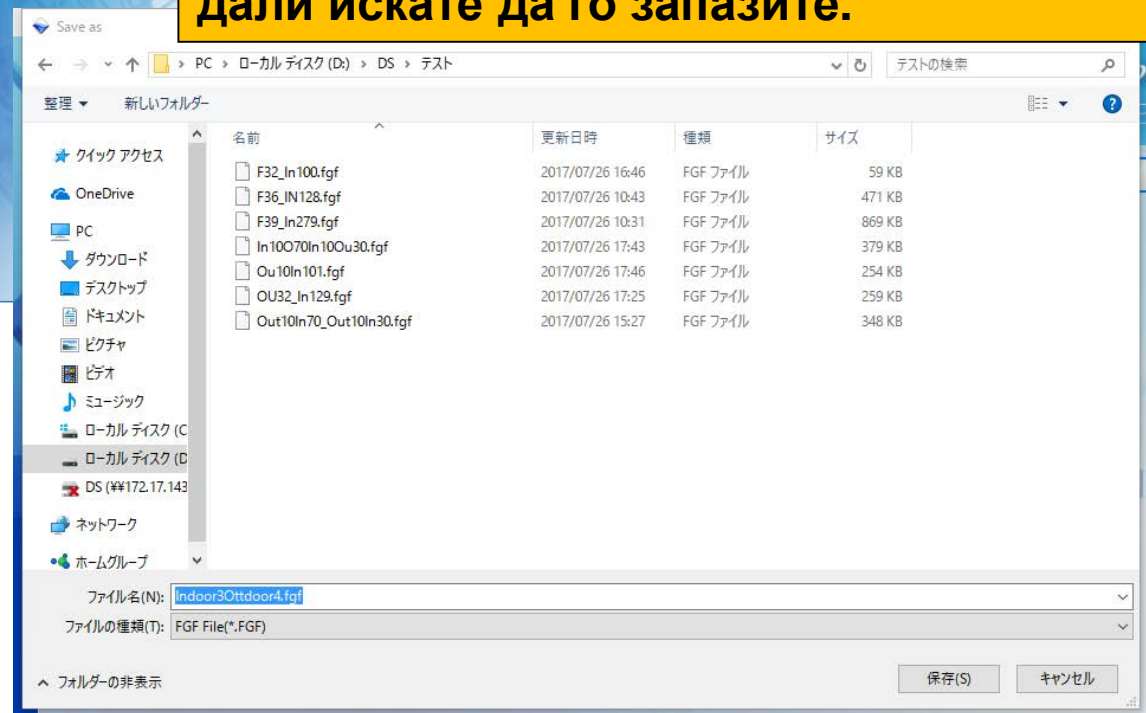 дали искате да го запазите.
Save as
PC › ローカル ディスク (D:) › DS › テスト
テストの検索
整理 新しいフォルダー
名前 更新日時 種類 サイズ
F32_In100.fgf 2017/07/26 16:46 FGF ファイル 59 KB
F36_IN128.fgf 2017/07/26 10:43 FGF ファイル 471 KB
F39_In279.fgf 2017/07/26 10:31 FGF ファイル 869 KB
In10O70In10Ou30.fgf 2017/07/26 17:43 FGF ファイル 379 KB
Ou10In101.fgf 2017/07/26 17:46 FGF ファイル 254 KB
OU32_In129.fgf 2017/07/26 17:25 FGF ファイル 259 KB
Out10In70_Out10In30.fgf 2017/07/26 15:27 FGF ファイル 348 KB
クイック アクセス
OneDrive
PC
ダウンロード
デスクトップ
ドキュメント
ピクチャ
ビデオ
ミュージック
ローカル ディスク (C
ローカル ディスク (D
DS (¥¥172.17.143
ネットワーク
ホームグループ
ファイル名(N): Indoor3Ottdoor4.fgf
ファイルの種類(T): FGF File(*.FGF)
フォルダーの非表示
保存(S) キャンセル